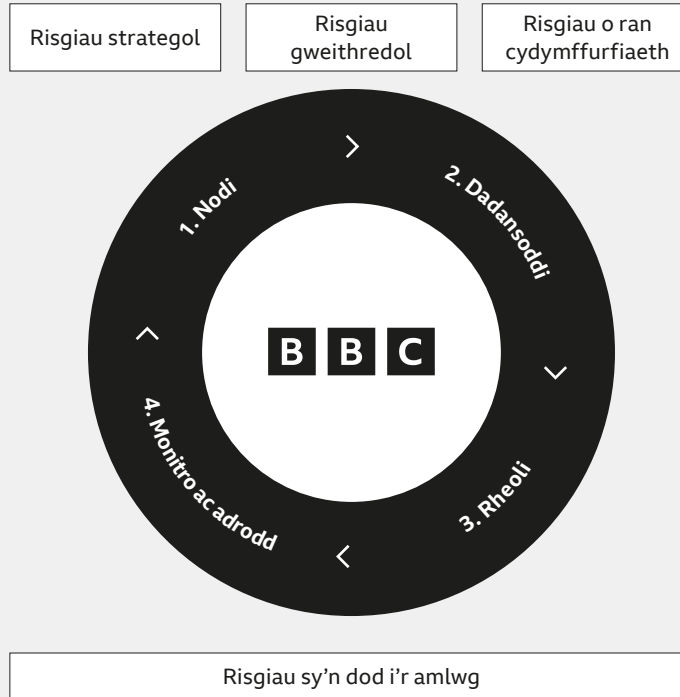 Risgiau strategol
Risgiau
gweithredol
Risgiau o ran
cydymffurfiaeth
1. Nodi
2. Dadansoddi
BBC
3. Rheoli
4. Monitro ac adrodd
Risgiau sy'n dod i'r amlwg